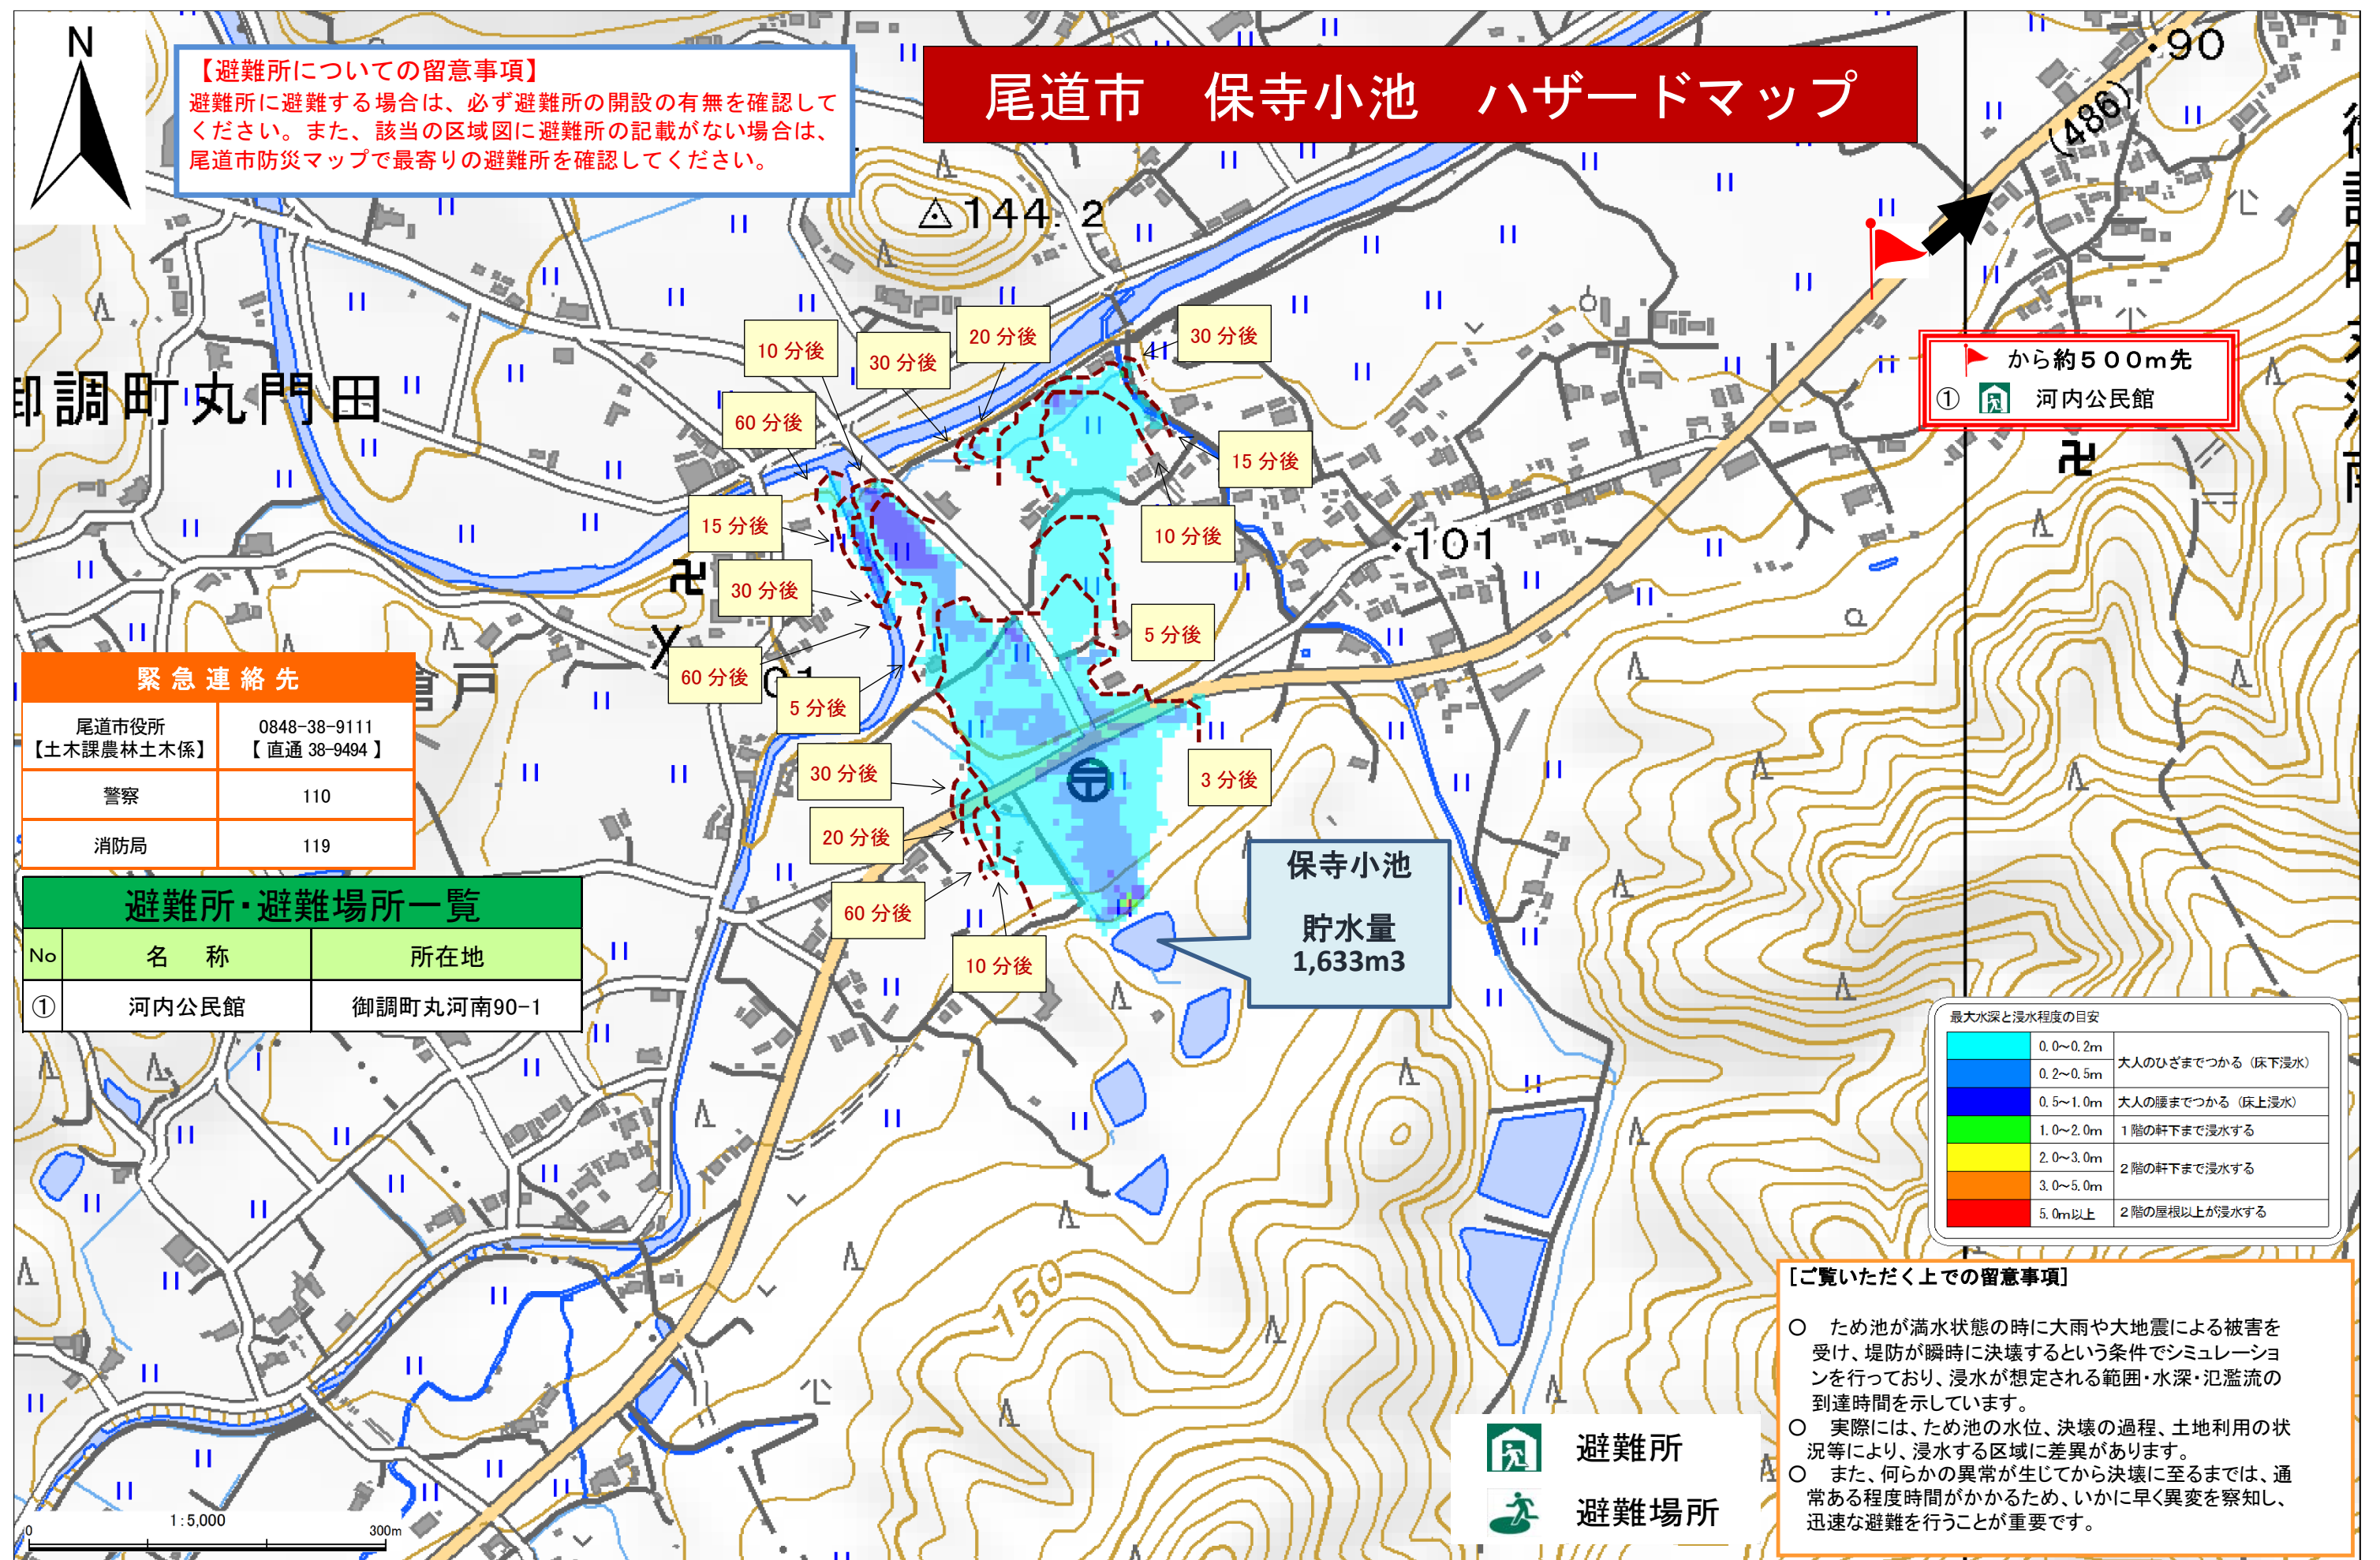 N
【避難所についての留意事項】
避難所に避難する場合は、必ず避難所の開設の有無を確認して
ください。また、該当の区域図に避難所の記載がない場合は、
尾道市防災マップで最寄りの避難所を確認してください。
尾道市　保寺小池　ハザードマップ
90
(486)
144.2
20分後
30分後
10分後
30分後
御調町丸門田
から約500m先
① 河内公民館
60分後
15分後
15分後
10分後
101
30分後
5分後
60分後
5分後
緊急連絡先
尾道市役所
【土木課農林土木係】
0848-38-9111
【直通 38-9494】
警察 110
消防局 119
30分後
3分後
20分後
60分後
10分後
保寺小池
貯水量
1,633m3
避難所・避難場所一覧
No 名　称 所在地
① 河内公民館 御調町丸河南90-1
最大水深と浸水程度の目安
0.0～0.2m
大人のひざまでつかる（床下浸水）
0.2～0.5m
0.5～1.0m 大人の腰までつかる（床上浸水）
1.0～2.0m 1階の軒下まで浸水する
2.0～3.0m
2階の軒下まで浸水する
3.0～5.0m
5.0m以上 2階の屋根以上が浸水する
150
[ご覧いただく上での留意事項]
○　ため池が満水状態の時に大雨や大地震による被害を
受け、堤防が瞬時に決壊するという条件でシミュレーショ
ンを行っており、浸水が想定される範囲・水深・氾濫流の
到達時間を示しています。
○　実際には、ため池の水位、決壊の過程、土地利用の状
況等により、浸水する区域に差異があります。
○　また、何らかの異常が生じてから決壊に至るまでは、通
常ある程度時間がかかるため、いかに早く異変を察知し、
迅速な避難を行うことが重要です。
避難所
避難場所
1:5,000
0 300m